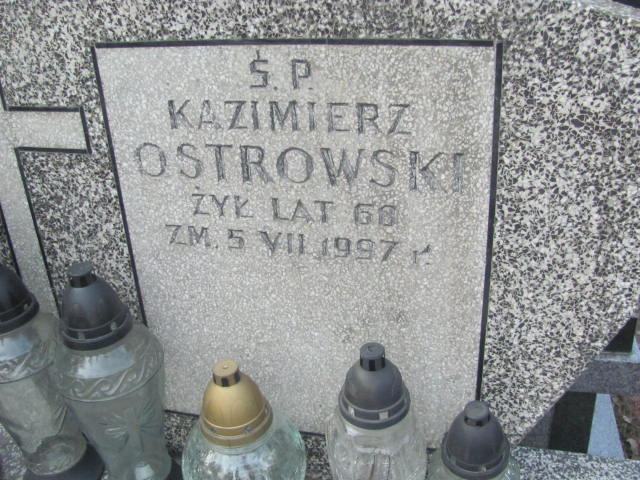 Ś. P.
KAZIMIERZ
OSTROWSKI
ŻYŁ LAT 68
ZM. 5 VII 1997 r.